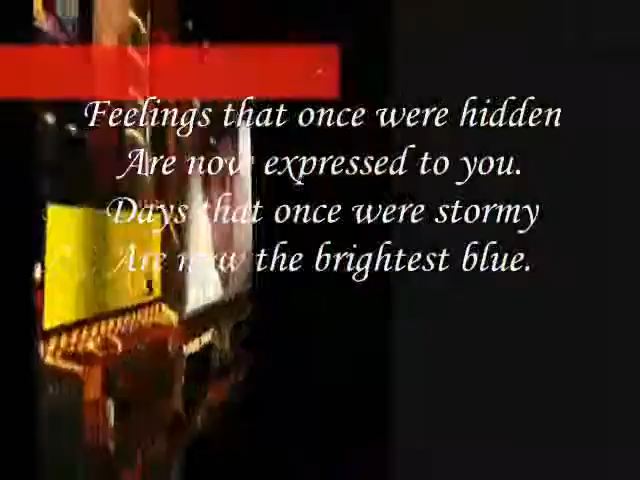 Feelings that once were hidden
Are now expressed to you.
Days that once were stormy
Are now the brightest blue.